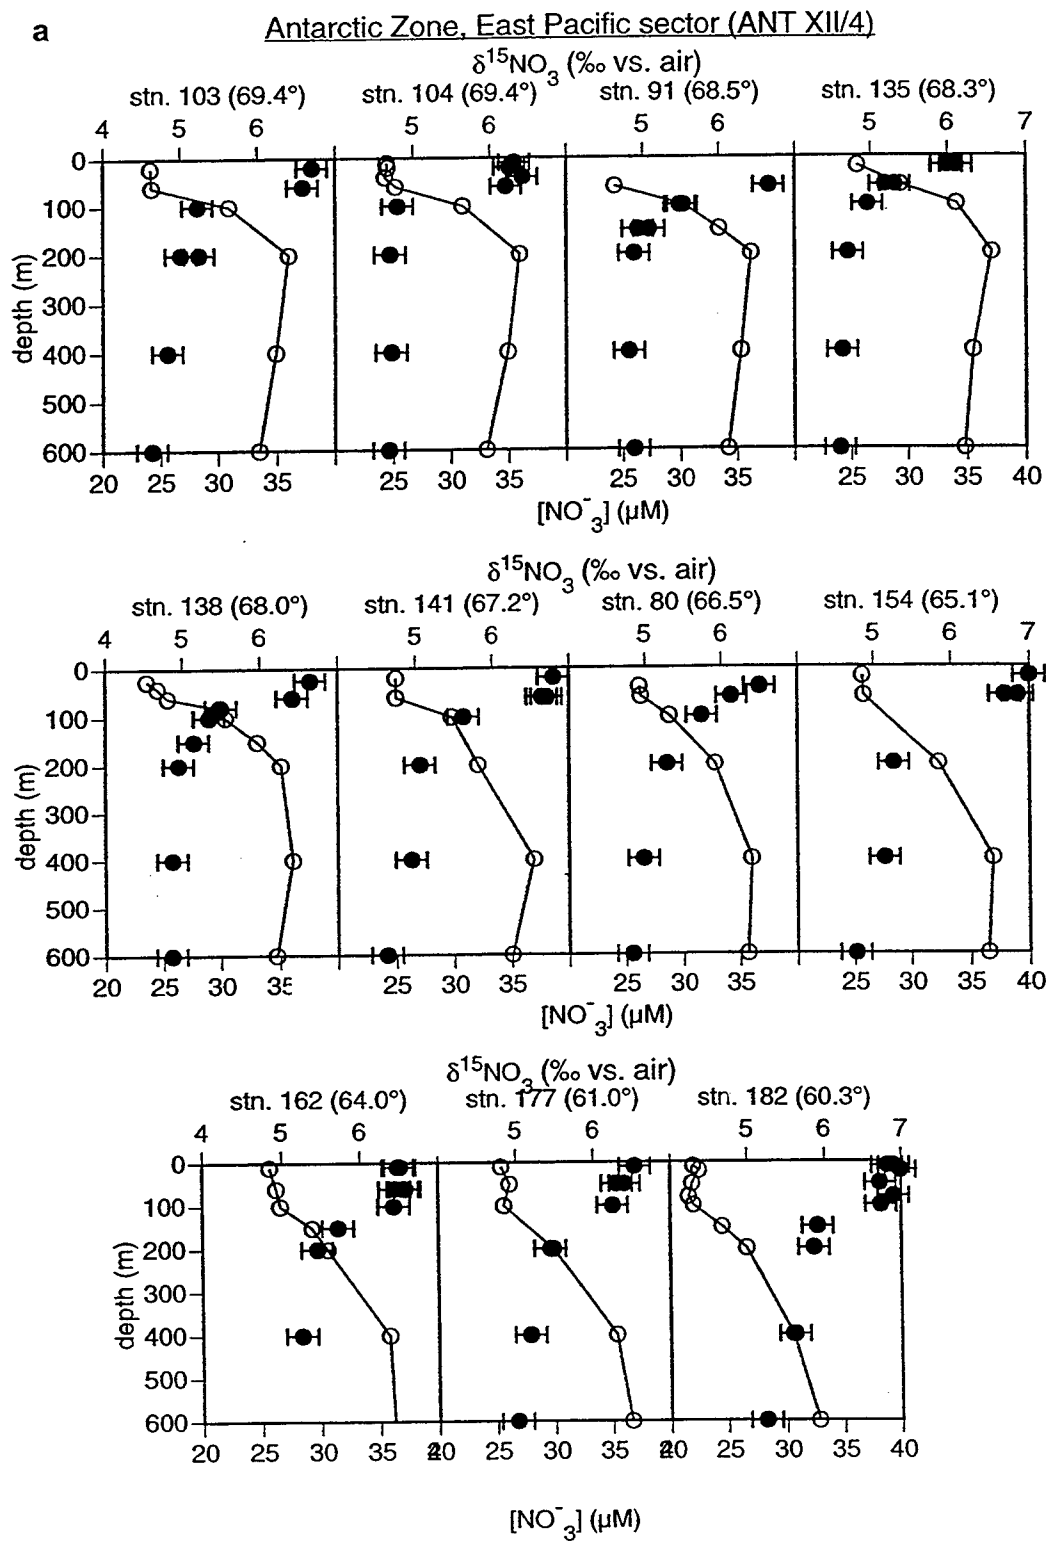 a
Antarctic Zone, East Pacific sector (ANT XII/4)
δ¹⁵NO₃ (‰ vs. air)
stn. 103 (69.4°) stn. 104 (69.4°) stn. 91 (68.5°) stn. 135 (68.3°)
4 5 6 5 6 5 6 5 6 7
0
100
200
300
400
500
600
depth (m)
20 25 30 35 25 30 35 25 30 35 25 30 35 40
[NO⁻₃] (µM)
δ¹⁵NO₃ (‰ vs. air)
stn. 138 (68.0°) stn. 141 (67.2°) stn. 80 (66.5°) stn. 154 (65.1°)
4 5 6 5 6 5 6 5 6 7
0
100
200
300
400
500
600
depth (m)
20 25 30 35 25 30 35 25 30 35 25 30 35 40
[NO⁻₃] (µM)
δ¹⁵NO₃ (‰ vs. air)
stn. 162 (64.0°) stn. 177 (61.0°) stn. 182 (60.3°)
4 5 6 5 6 5 6 7
0
100
200
300
400
500
600
depth (m)
20 25 30 35 25 30 35 25 30 35 40
[NO⁻₃] (µM)